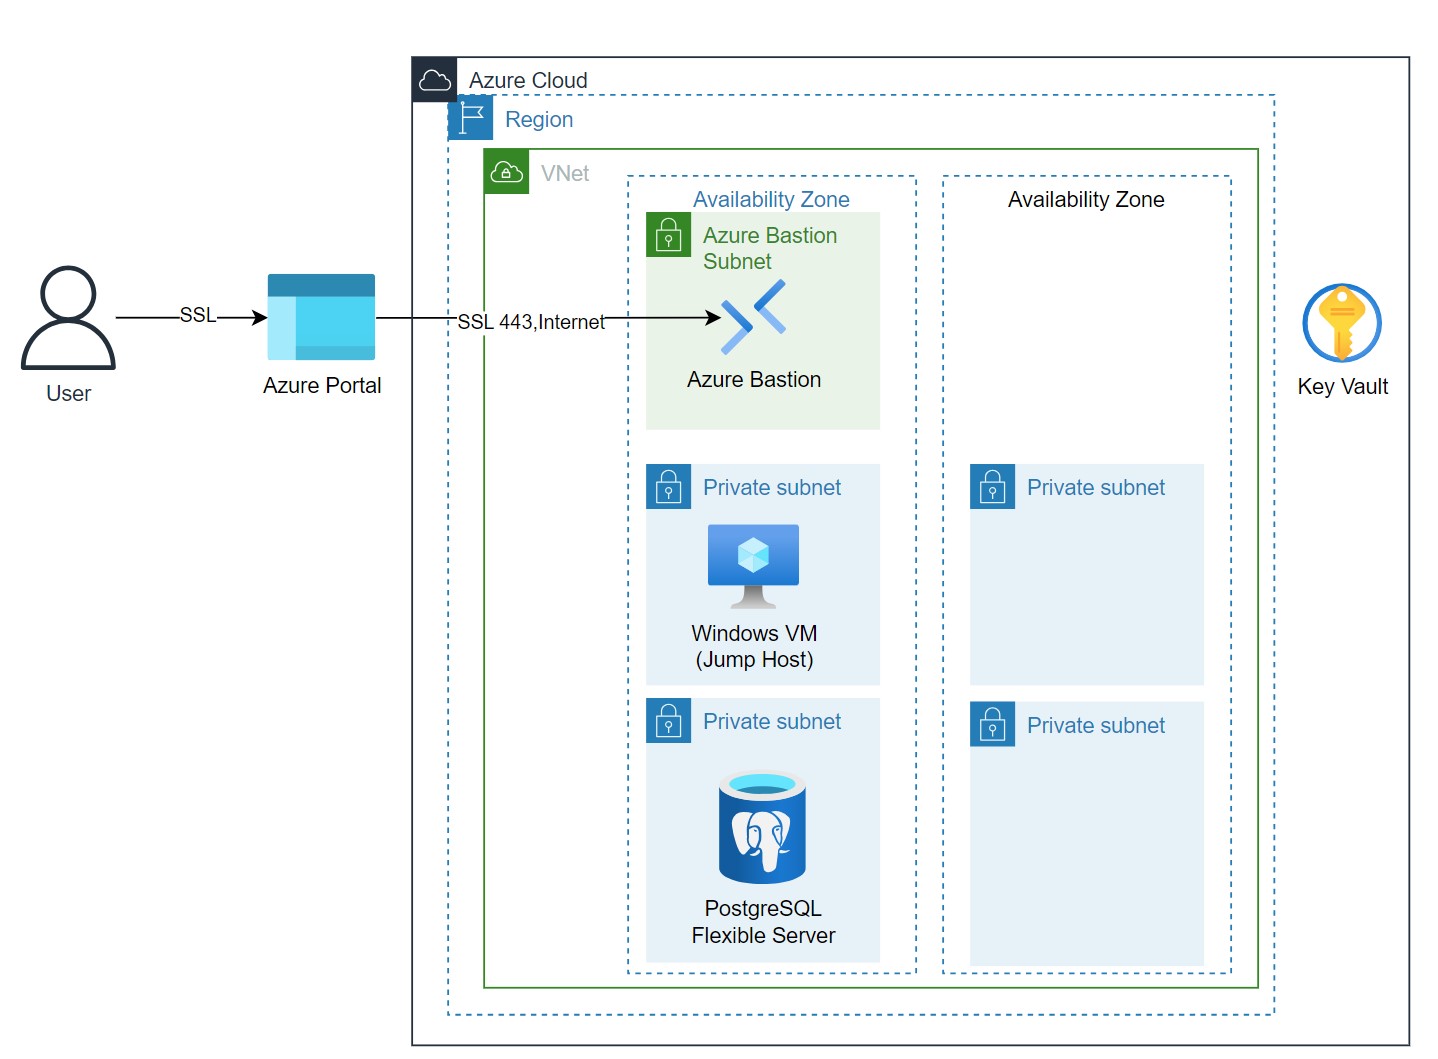 Azure Cloud
Region
VNet
Availability Zone
Availability Zone
Azure Bastion
Subnet
SSL
SSL 443,Internet
Azure Bastion
Azure Portal
User
Key Vault
Private subnet
Private subnet
Windows VM
(Jump Host)
Private subnet
Private subnet
PostgreSQL
Flexible Server